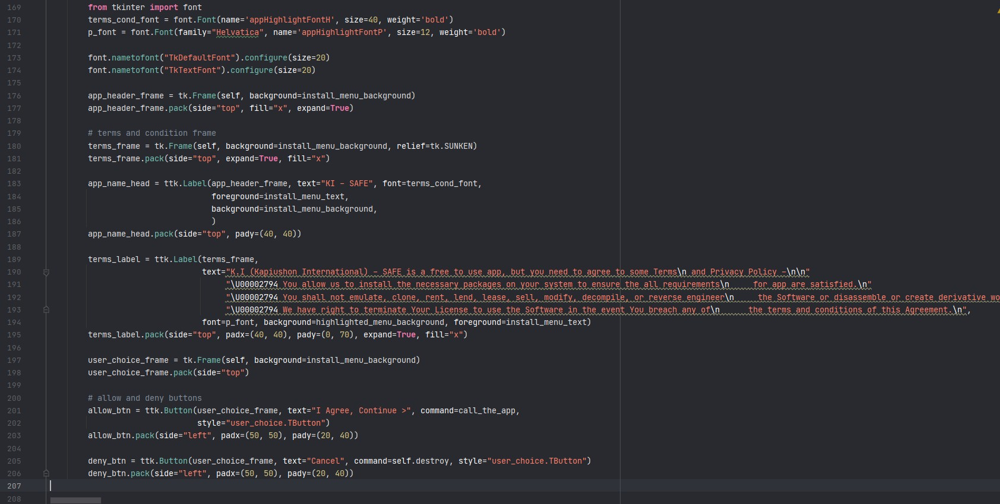 169 from tkinter import font
170 terms_cond_font = font.Font(name='appHighlightFontH', size=40, weight='bold')
171 p_font = font.Font(family="Helvatica", name='appHighlightFontP', size=12, weight='bold')
172
173 font.nametofont("TkDefaultFont").configure(size=20)
174 font.nametofont("TkTextFont").configure(size=20)
175
176 app_header_frame = tk.Frame(self, background=install_menu_background)
177 app_header_frame.pack(side="top", fill="x", expand=True)
178
179 # terms and condition frame
180 terms_frame = tk.Frame(self, background=install_menu_background, relief=tk.SUNKEN)
181 terms_frame.pack(side="top", expand=True, fill="x")
182
183 app_name_head = ttk.Label(app_header_frame, text="KI - SAFE", font=terms_cond_font,
184 foreground=install_menu_text,
185 background=install_menu_background,
186 )
187 app_name_head.pack(side="top", pady=(40, 40))
188
189 terms_label = ttk.Label(terms_frame,
190 text="K.I (Kapiushon International) - SAFE is a free to use app, but you need to agree to some Terms\n and Privacy Policy -\n\n"
191 "\U00002794 You allow us to install the necessary packages on your system to ensure the all requirements\n     for app are satisfied.\n"
192 "\U00002794 You shall not emulate, clone, rent, lend, lease, sell, modify, decompile, or reverse engineer\n     the Software or disassemble or create derivative wo
193 "\U00002794 We have right to terminate Your License to use the Software in the event You breach any of\n      the terms and conditions of this Agreement.\n",
194 font=p_font, background=highlighted_menu_background, foreground=install_menu_text)
195 terms_label.pack(side="top", padx=(40, 40), pady=(0, 70), expand=True, fill="x")
196
197 user_choice_frame = tk.Frame(self, background=install_menu_background)
198 user_choice_frame.pack(side="top")
199
200 # allow and deny buttons
201 allow_btn = ttk.Button(user_choice_frame, text="I Agree, Continue >", command=call_the_app,
202 style="user_choice.TButton")
203 allow_btn.pack(side="left", padx=(50, 50), pady=(20, 40))
204
205 deny_btn = ttk.Button(user_choice_frame, text="Cancel", command=self.destroy, style="user_choice.TButton")
206 deny_btn.pack(side="left", padx=(50, 50), pady=(20, 40))
207
208